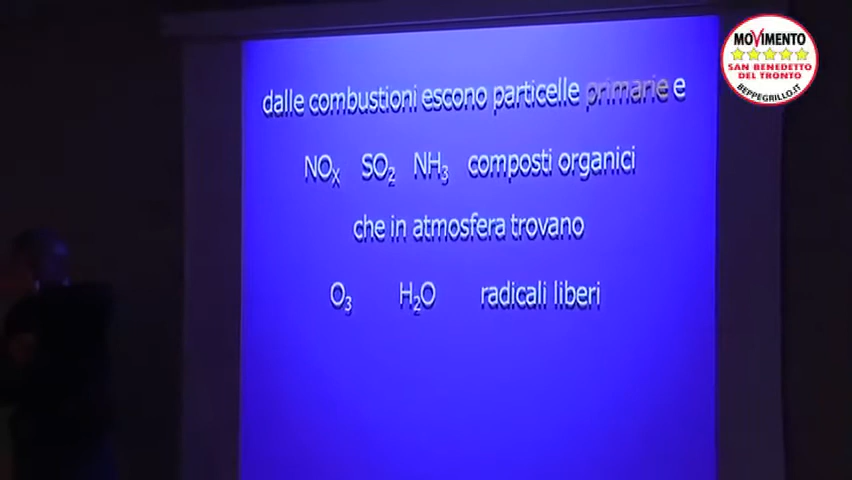 MOVIMENTO
SAN BENEDETTO
DEL TRONTO
BEPPEGRILLO.IT
dalle combustioni escono particelle primarie e
NOx SO2 NH3 composti organici
che in atmosfera trovano
O3 H2O radicali liberi